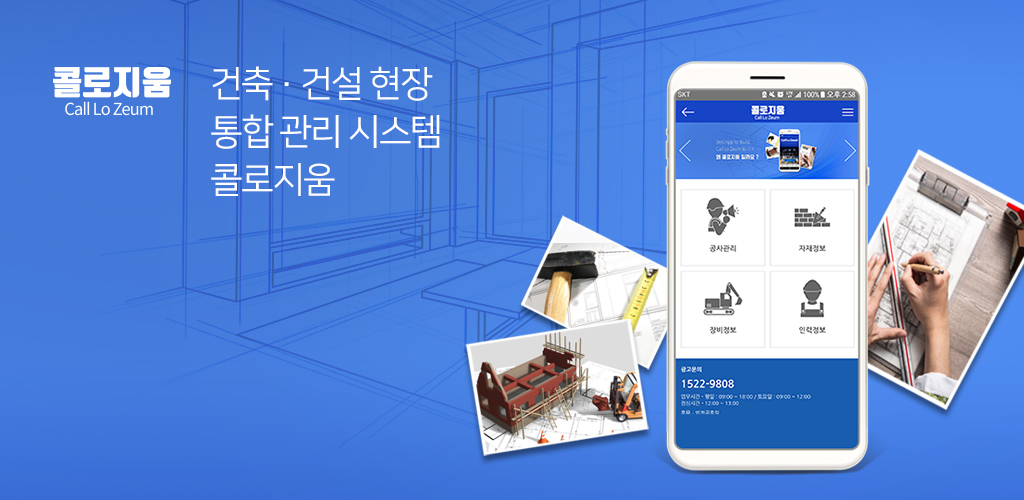 콜로지움
Call Lo Zeum
건축 · 건설 현장
통합 관리 시스템
콜로지움
SKT 100% 오후 2:58
콜로지움
Call Lo Zeum
왜 콜로지움 일까요 ?
공사관리
자재정보
장비정보
인력정보
광고문의
1522-9808
업무시간 - 평일 : 09:00 ~ 18:00 / 토요일 : 09:00 ~ 12:00
점심시간 - 12:00 ~ 13:00